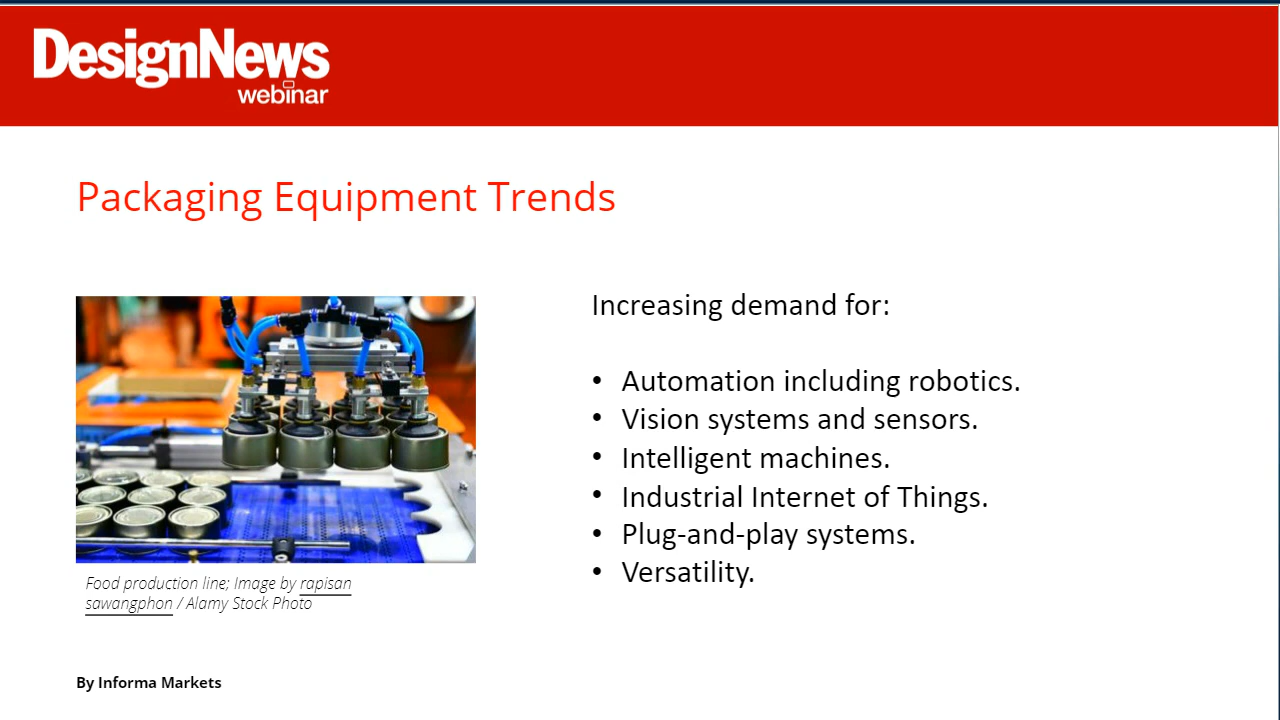 DesignNews
webinar
Packaging Equipment Trends
Food production line; Image by rapisan
sawangphon / Alamy Stock Photo
Increasing demand for:
• Automation including robotics.
• Vision systems and sensors.
• Intelligent machines.
• Industrial Internet of Things.
• Plug-and-play systems.
• Versatility.
By Informa Markets